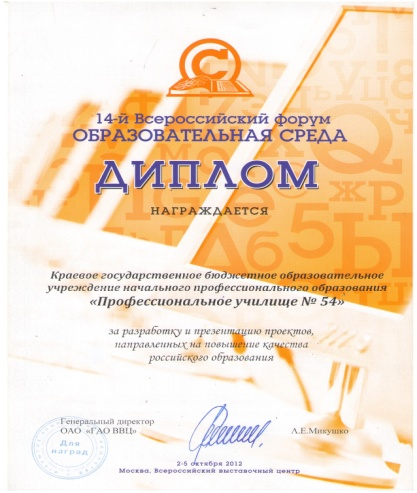 С
14-й Всероссийский форум
ОБРАЗОВАТЕЛЬНАЯ СРЕДА
ДИПЛОМ
НАГРАЖДАЕТСЯ
Краевое государственное бюджетное образовательное
учреждение начального профессионального образования
«Профессиональное училище № 54»
за разработку и презентацию проектов,
направленных на повышение качества
российского образования
Генеральный директор
ОАО «ГАО ВВЦ»
А.Е.Микушко
Для
наград
2-5 октября 2012
Москва. Всероссийский выставочный центр